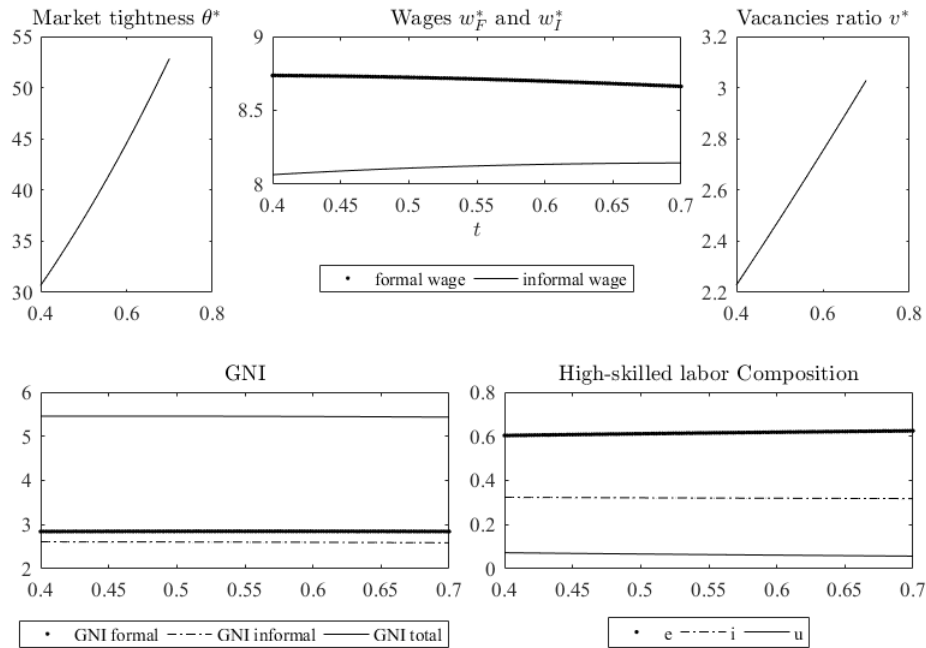 Market tightness θ*
55
50
45
40
35
30
0.4 0.6 0.8
Wages w*_F and w*_I
9
8.5
8
0.4 0.45 0.5 0.55 0.6 0.65 0.7
t
formal wage informal wage
Vacancies ratio v*
3.2
3
2.8
2.6
2.4
2.2
0.4 0.6 0.8
GNI
6
5
4
3
2
0.4 0.45 0.5 0.55 0.6 0.65 0.7
GNI formal GNI informal GNI total
High-skilled labor Composition
0.8
0.6
0.4
0.2
0
0.4 0.45 0.5 0.55 0.6 0.65 0.7
e i u